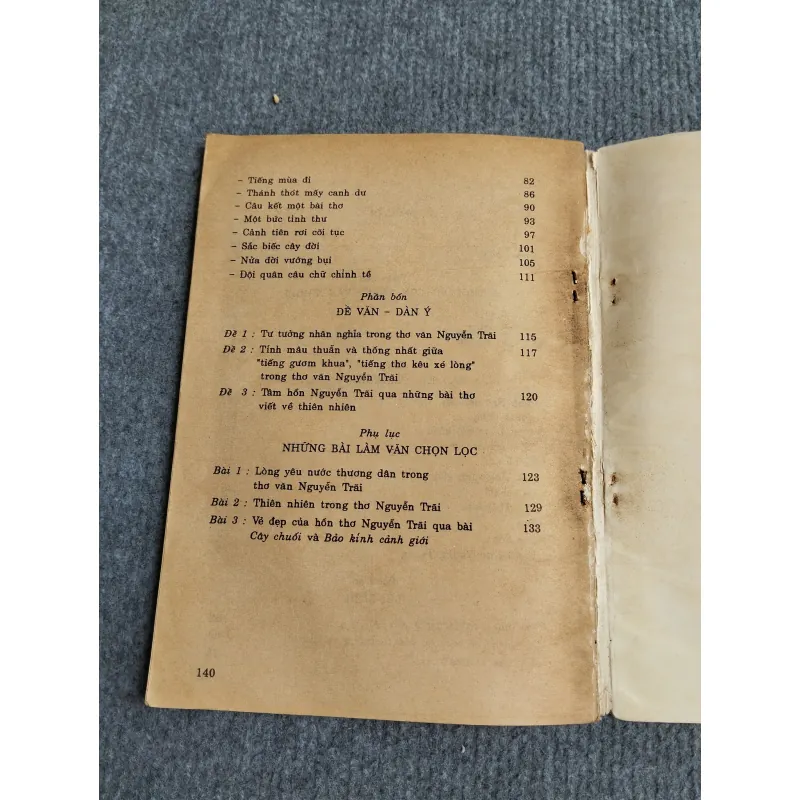 – Tiếng mùa đi 82
– Thánh thót mấy canh dư 86
– Câu kết một bài thơ 90
– Một bức tình thư 93
– Cảnh tiên rơi cõi tục 97
– Sắc biếc cây đời 101
– Nửa đời vướng bụi 105
– Đội quân câu chữ chỉnh tề 111
Phần bốn
ĐỀ VĂN – DÀN Ý
Đề 1 : Tư tưởng nhân nghĩa trong thơ văn Nguyễn Trãi 115
Đề 2 : Tính mâu thuẫn và thống nhất giữa 117
"tiếng gươm khua", "tiếng thơ kêu xé lòng"
trong thơ văn Nguyễn Trãi
Đề 3 : Tâm hồn Nguyễn Trãi qua những bài thơ 120
viết về thiên nhiên
Phụ lục
NHỮNG BÀI LÀM VĂN CHỌN LỌC
Bài 1 : Lòng yêu nước thương dân trong 123
thơ văn Nguyễn Trãi
Bài 2 : Thiên nhiên trong thơ Nguyễn Trãi 129
Bài 3 : Vẻ đẹp của hồn thơ Nguyễn Trãi qua bài 133
Cây chuối và Bảo kính cảnh giới
140